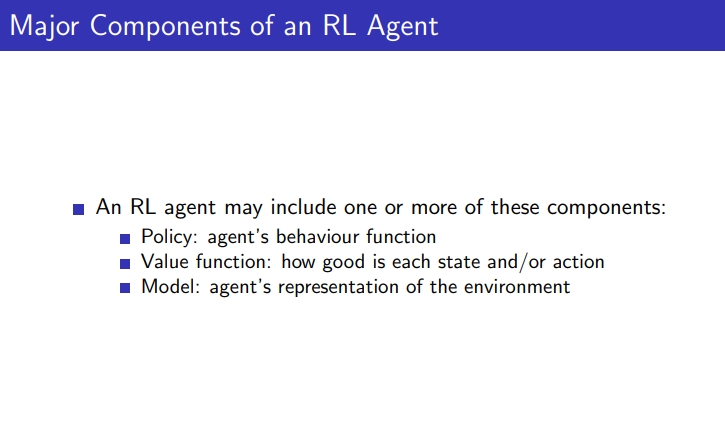 Major Components of an RL Agent
An RL agent may include one or more of these components:
Policy: agent's behaviour function
Value function: how good is each state and/or action
Model: agent's representation of the environment